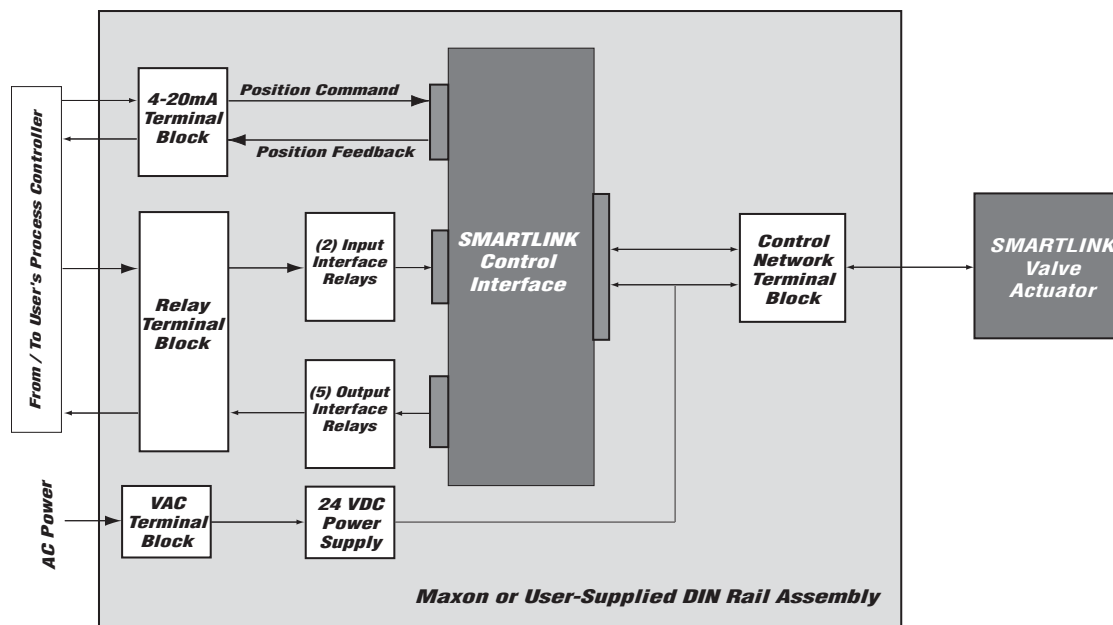 4-20mA
Terminal
Block
Position Command
Position Feedback
From / To User's Process Controller
Relay
Terminal
Block
(2) Input
Interface
Relays
(5) Output
Interface
Relays
SMARTLINK
Control
Interface
Control
Network
Terminal
Block
SMARTLINK
Valve
Actuator
AC Power
VAC
Terminal
Block
24 VDC
Power
Supply
Maxon or User-Supplied DIN Rail Assembly